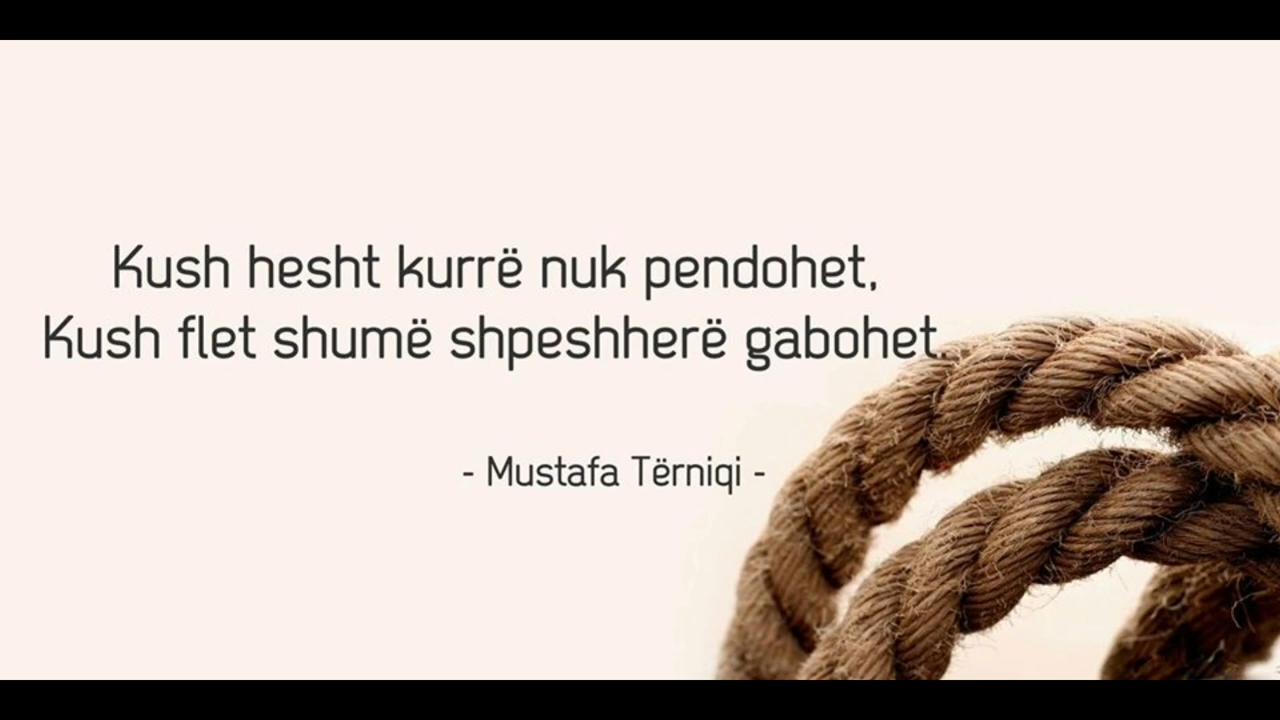 Kush hesht kurrë nuk pendohet,
Kush flet shumë shpeshherë gabohet.
- Mustafa Tërniqi -